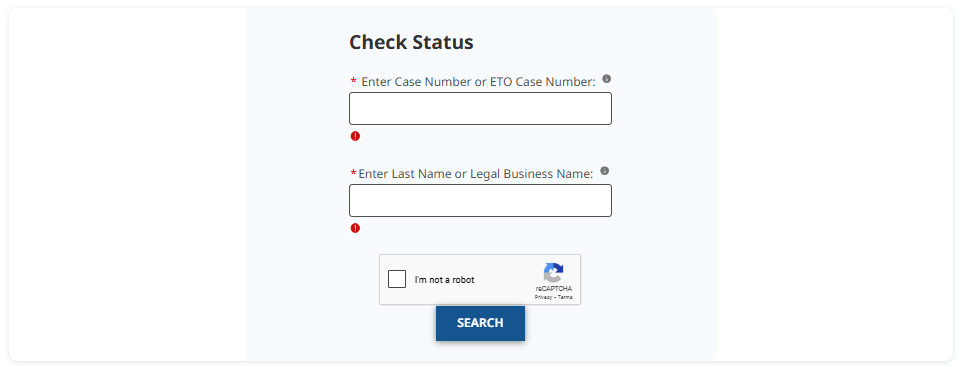 Check Status
* Enter Case Number or ETO Case Number:
*Enter Last Name or Legal Business Name:
I'm not a robot
reCAPTCHA
Privacy - Terms
SEARCH